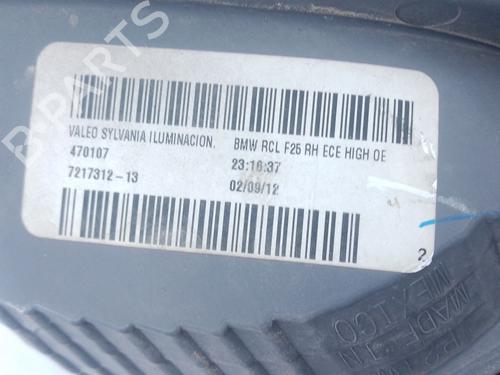 B-PARTS
VALEO SYLVANIA ILUMINACION. BMW RCL F25 RH ECE HIGH OE
470107 23:16:37
7217312-13 02/09/12
2
MADE IN
MEXICO